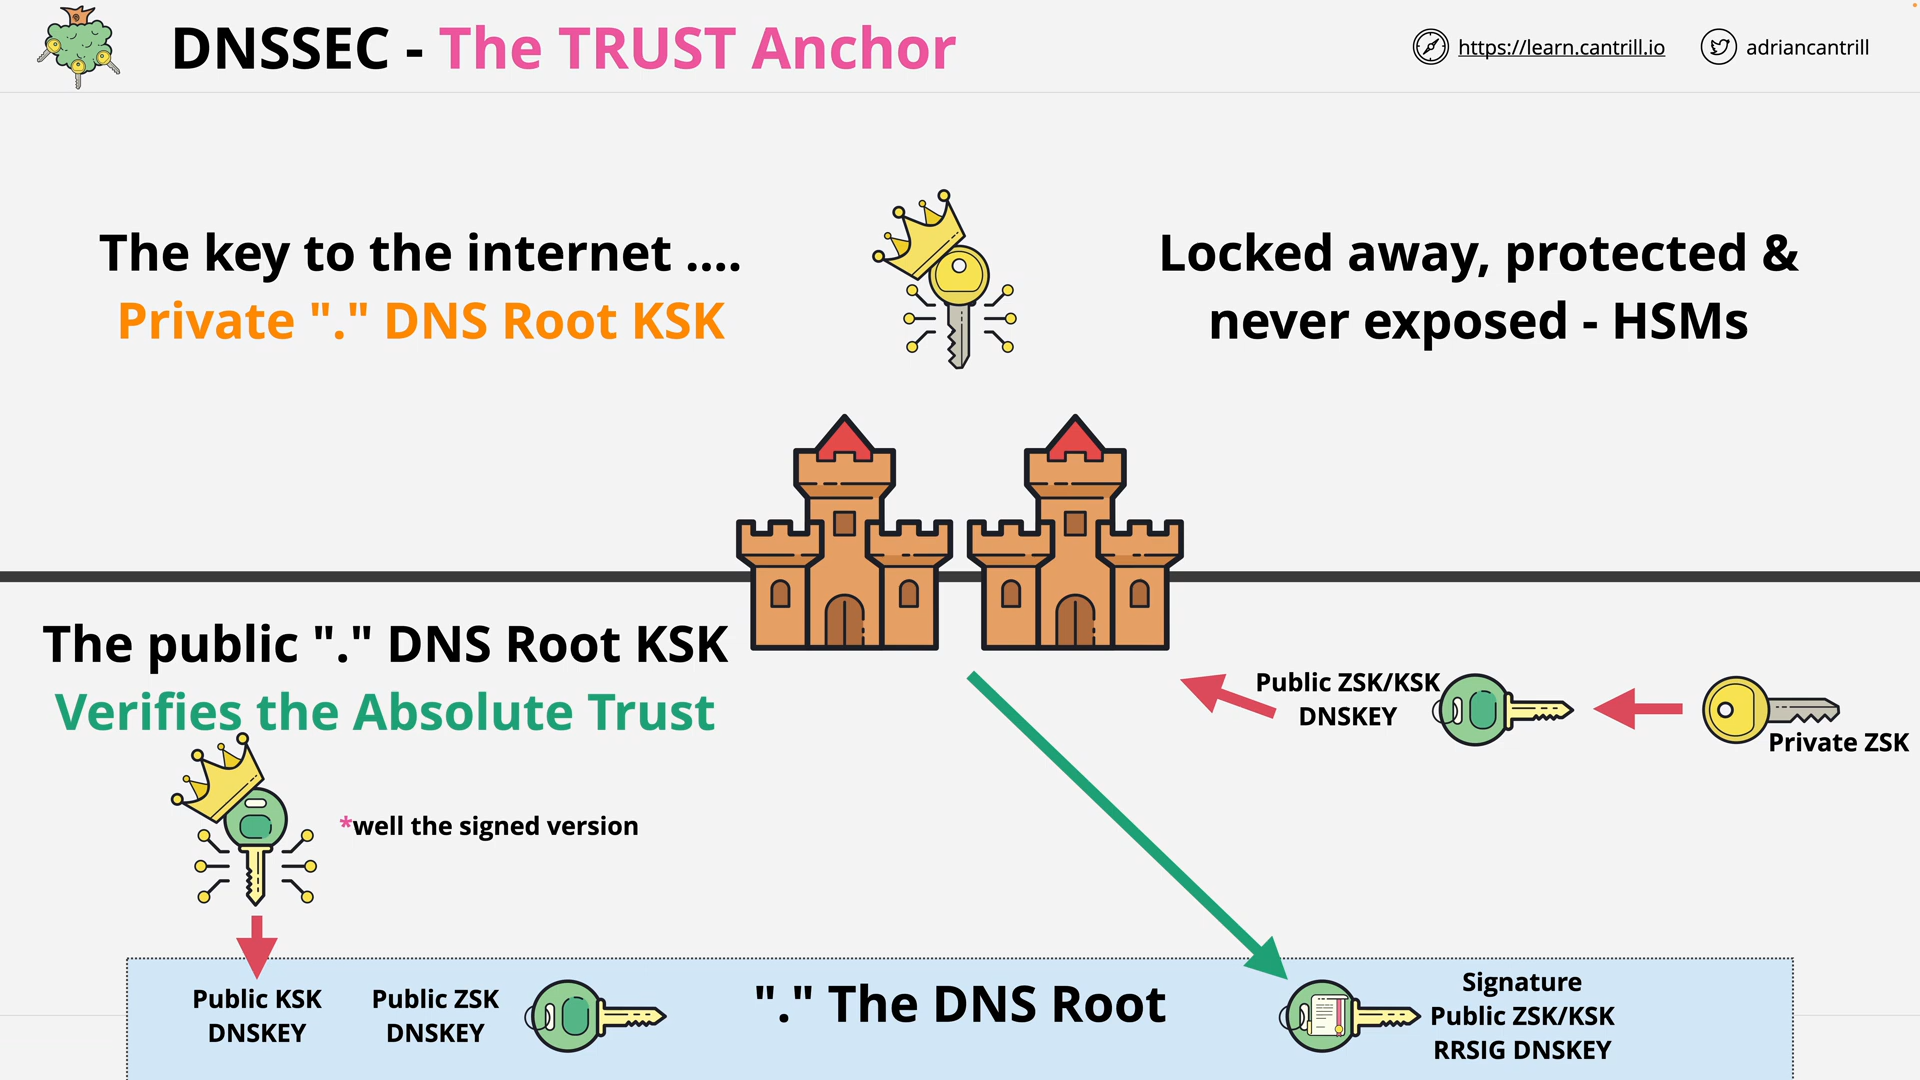 DNSSEC - The TRUST Anchor
https://learn.cantrill.io
adriancantrill
The key to the internet ....
Private "." DNS Root KSK
Locked away, protected &
never exposed - HSMs
The public "." DNS Root KSK
Verifies the Absolute Trust
Public ZSK/KSK
DNSKEY
Private ZSK
*well the signed version
Public KSK
DNSKEY
Public ZSK
DNSKEY
"." The DNS Root
Signature
Public ZSK/KSK
RRSIG DNSKEY